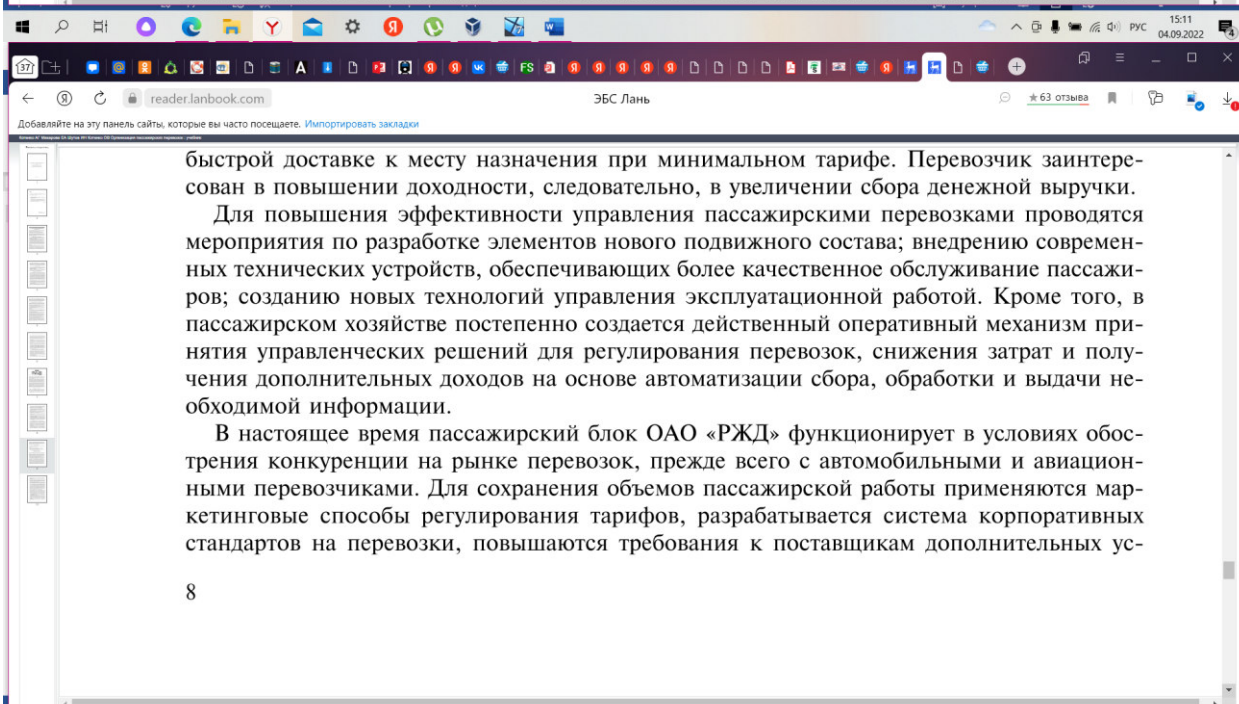 15:11
РУС
04.09.2022
4
37
reader.lanbook.com
ЭБС Лань
★ 63 отзыва
Добавляйте на эту панель сайты, которые вы часто посещаете. Импортировать закладки
быстрой доставке к месту назначения при минимальном тарифе. Перевозчик заинтере-
сован в повышении доходности, следовательно, в увеличении сбора денежной выручки.
Для повышения эффективности управления пассажирскими перевозками проводятся
мероприятия по разработке элементов нового подвижного состава; внедрению современ-
ных технических устройств, обеспечивающих более качественное обслуживание пассажи-
ров; созданию новых технологий управления эксплуатационной работой. Кроме того, в
пассажирском хозяйстве постепенно создается действенный оперативный механизм при-
нятия управленческих решений для регулирования перевозок, снижения затрат и полу-
чения дополнительных доходов на основе автоматизации сбора, обработки и выдачи не-
обходимой информации.
В настоящее время пассажирский блок ОАО «РЖД» функционирует в условиях обос-
трения конкуренции на рынке перевозок, прежде всего с автомобильными и авиацион-
ными перевозчиками. Для сохранения объемов пассажирской работы применяются мар-
кетинговые способы регулирования тарифов, разрабатывается система корпоративных
стандартов на перевозки, повышаются требования к поставщикам дополнительных ус-
8